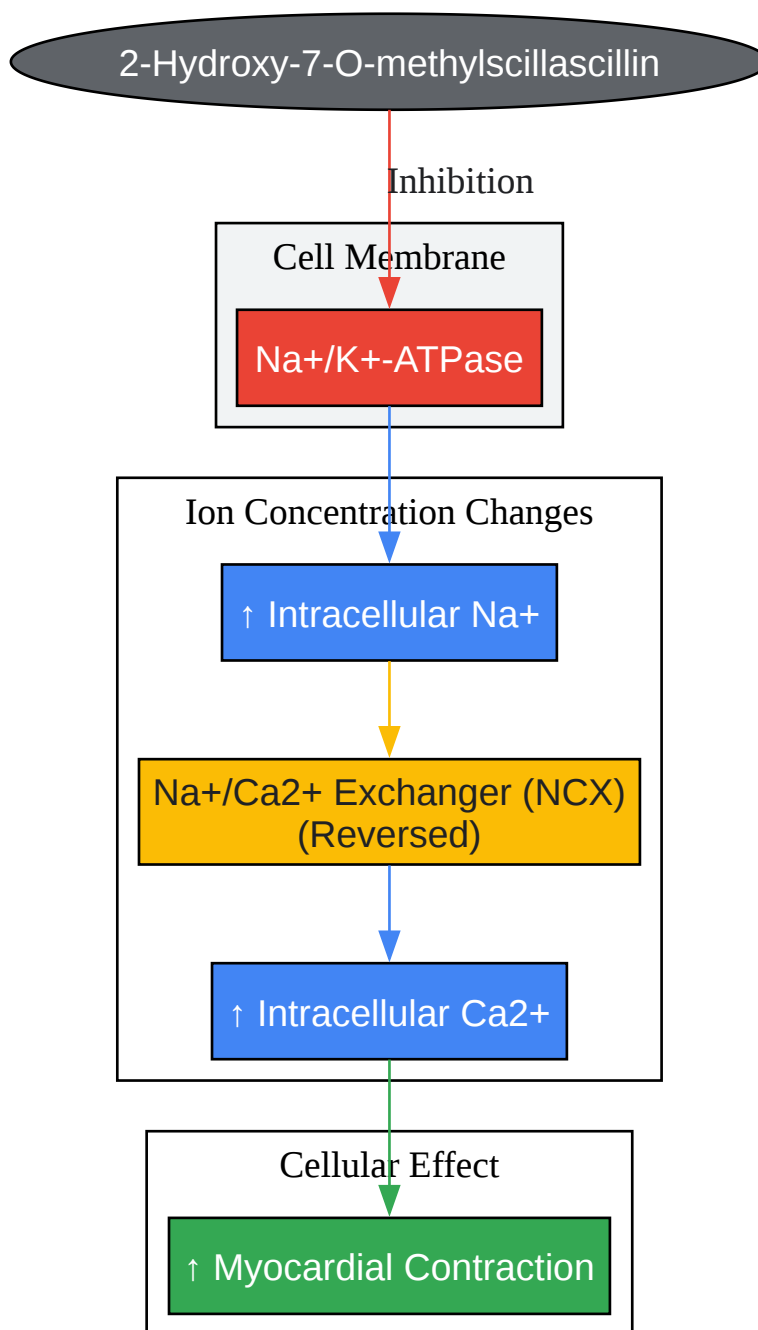 2-Hydroxy-7-O-methylscillascillin
Inhibition
Cell Membrane
Na+/K+-ATPase
Ion Concentration Changes
↑ Intracellular Na+
Na+/Ca2+ Exchanger (NCX)
(Reversed)
↑ Intracellular Ca2+
Cellular Effect
↑ Myocardial Contraction